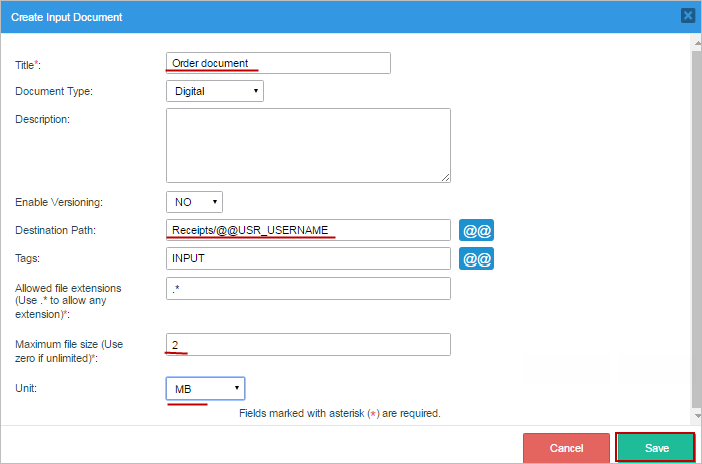 Create Input Document
Title*: Order document
Document Type: Digital
Description:
Enable Versioning: NO
Destination Path: Receipts/@@USR_USERNAME @@
Tags: INPUT @@
Allowed file extensions .*
(Use .* to allow any
extension)*:
Maximum file size (Use 2
zero if unlimited)*:
Unit: MB
Fields marked with asterisk (*) are required.
Cancel Save